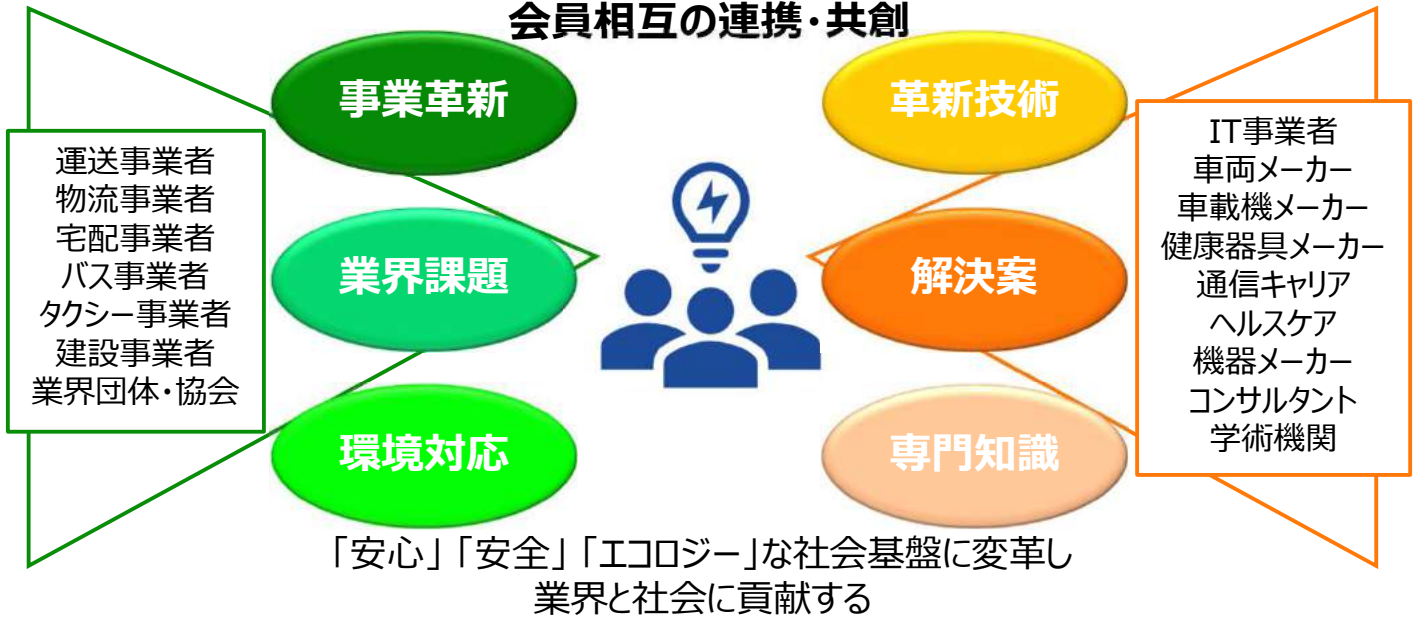 会員相互の連携・共創
運送事業者
物流事業者
宅配事業者
バス事業者
タクシー事業者
建設事業者
業界団体・協会
事業革新
業界課題
環境対応
革新技術
解決案
専門知識
IT事業者
車両メーカー
車載機メーカー
健康器具メーカー
通信キャリア
ヘルスケア
機器メーカー
コンサルタント
学術機関
「安心」「安全」「エコロジー」な社会基盤に変革し
業界と社会に貢献する